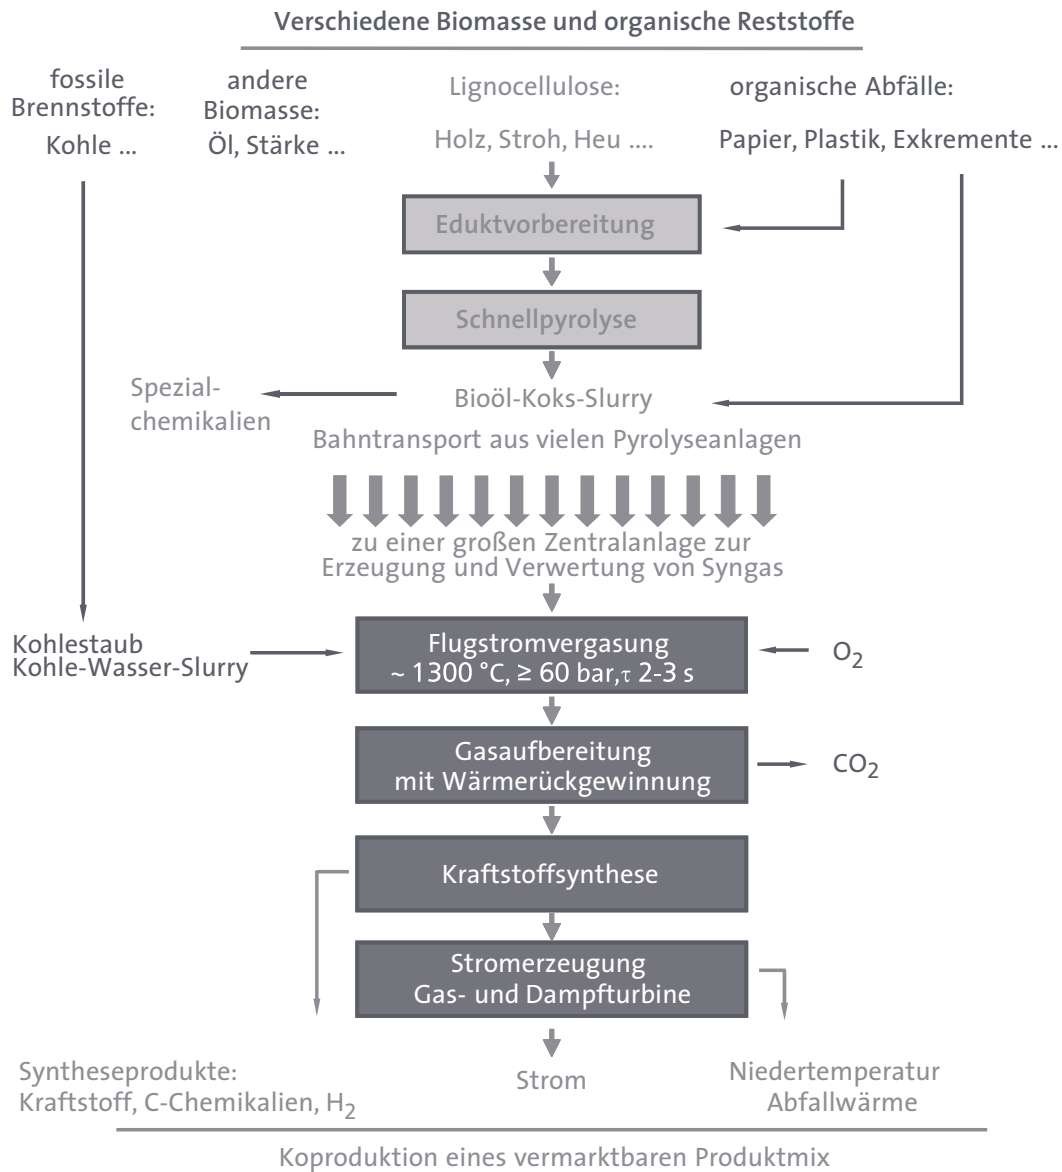 Verschiedene Biomasse und organische Reststoffe
fossile
Brennstoffe:
Kohle ...
andere
Biomasse:
Öl, Stärke ...
Lignocellulose:
Holz, Stroh, Heu ....
organische Abfälle:
Papier, Plastik, Exkremente ...
Eduktvorbereitung
Schnellpyrolyse
Spezial-
chemikalien
Bioöl-Koks-Slurry
Bahntransport aus vielen Pyrolyseanlagen
zu einer großen Zentralanlage zur
Erzeugung und Verwertung von Syngas
Kohlestaub
Kohle-Wasser-Slurry
Flugstromvergasung
~ 1300 °C, ≥ 60 bar,τ 2-3 s
O2
Gasaufbereitung
mit Wärmerückgewinnung
CO2
Kraftstoffsynthese
Stromerzeugung
Gas- und Dampfturbine
Syntheseprodukte:
Kraftstoff, C-Chemikalien, H2
Strom
Niedertemperatur
Abfallwärme
Koproduktion eines vermarktbaren Produktmix